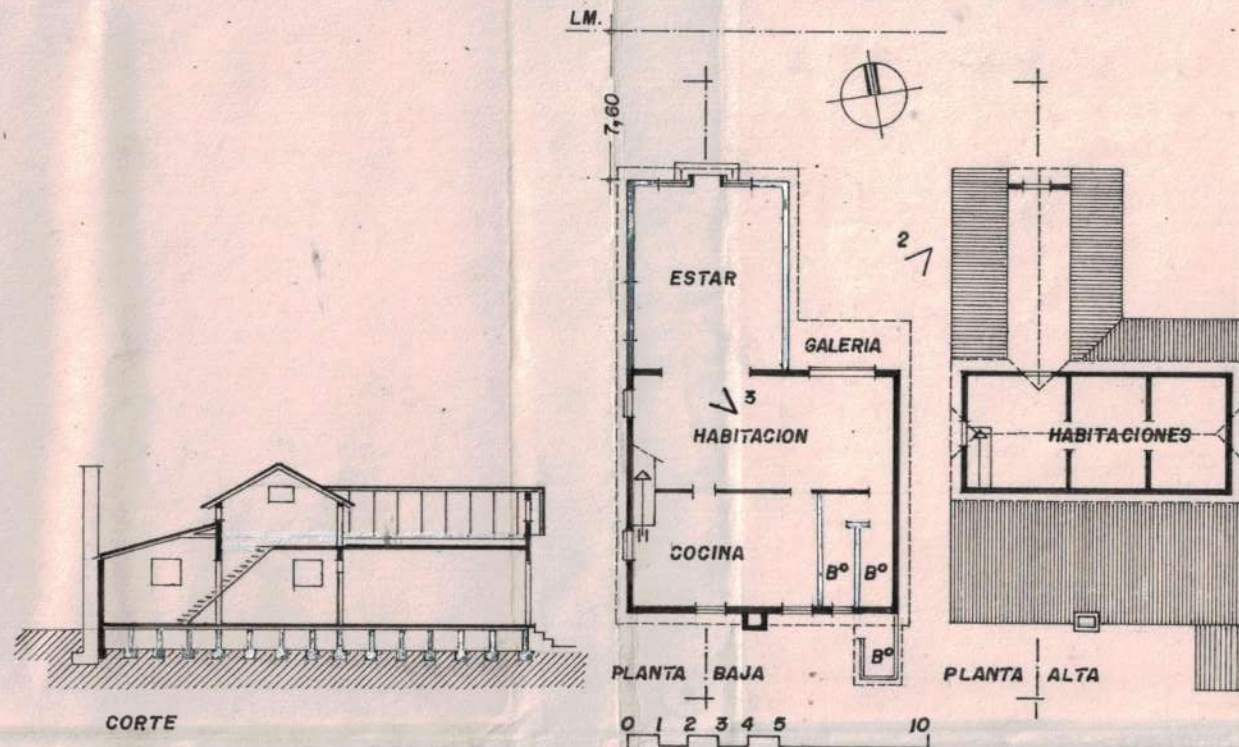 LM.
7,60
2
ESTAR
GALERIA
3
HABITACION
HABITACIONES
COCINA
Bº Bº
Bº
PLANTA BAJA
PLANTA ALTA
CORTE
0 1 2 3 4 5 10